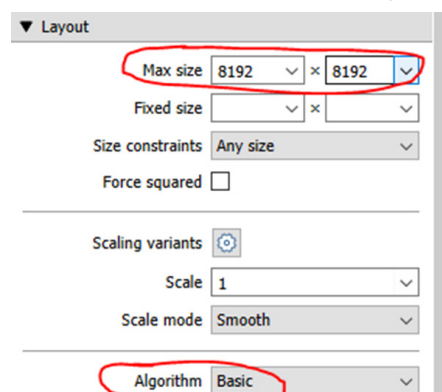 ▼ Layout
Max size 8192 × 8192
Fixed size ×
Size constraints Any size
Force squared
Scaling variants
Scale 1
Scale mode Smooth
Algorithm Basic